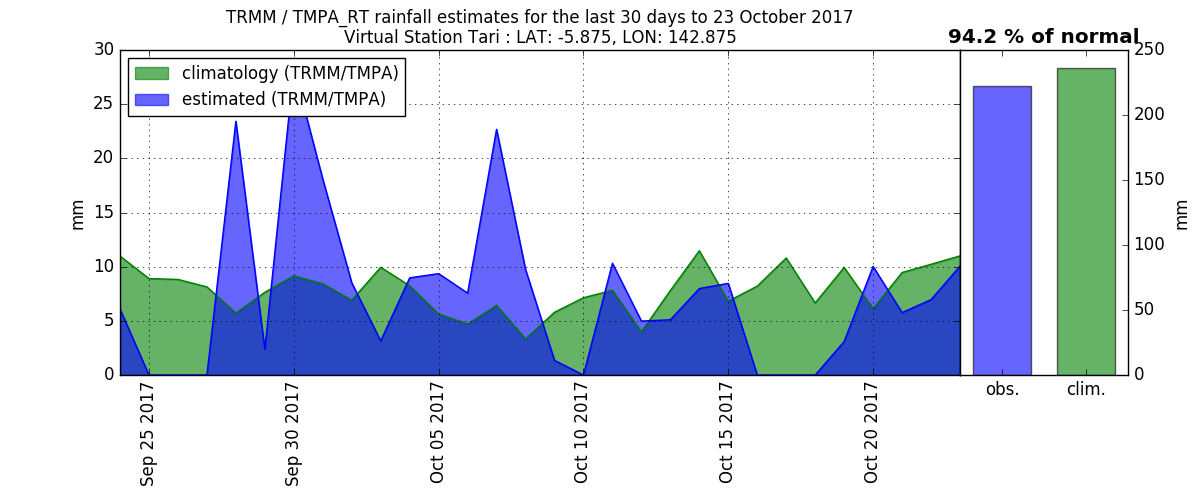 TRMM / TMPA_RT rainfall estimates for the last 30 days to 23 October 2017
Virtual Station Tari : LAT: -5.875, LON: 142.875
94.2 % of normal
climatology (TRMM/TMPA)
estimated (TRMM/TMPA)
30
25
20
15
10
5
0
mm
Sep 25 2017
Sep 30 2017
Oct 05 2017
Oct 10 2017
Oct 15 2017
Oct 20 2017
obs.
clim.
250
200
150
100
50
0
mm